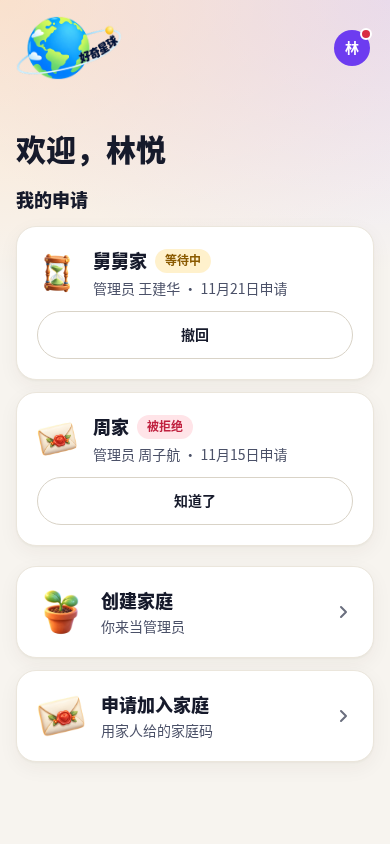 好奇星球
林
欢迎，林悦
我的申请
舅舅家 等待中
管理员 王建华 · 11月21日申请
撤回
周家 被拒绝
管理员 周子航 · 11月15日申请
知道了
创建家庭
你来当管理员
申请加入家庭
用家人给的家庭码